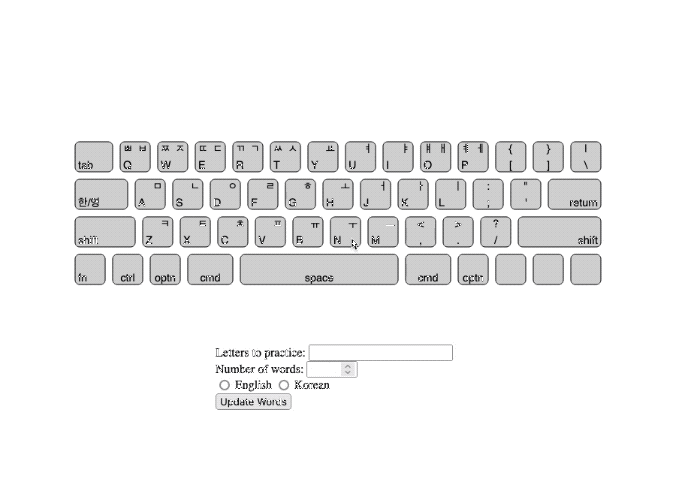 tab ㅃ ㅂ Q ㅉ ㅈ W ㄸ ㄷ E ㄲ ㄱ R ㅆ ㅅ T ㅛ Y ㅕ U ㅑ I ㅒ ㅐ O ㅖ ㅔ P { [ } ] | \
한/영 ㅁ A ㄴ S ㅇ D ㄹ F ㅎ G ㅗ H ㅓ J ㅏ K ㅣ L : ; " ' return
shift ㅋ Z ㅌ X ㅊ C ㅍ V ㅠ B ㅜ N ㅡ M < , > . ? / shift
fn ctrl optn cmd space cmd optn
Letters to practice:
Number of words:
English Korean
Update Words